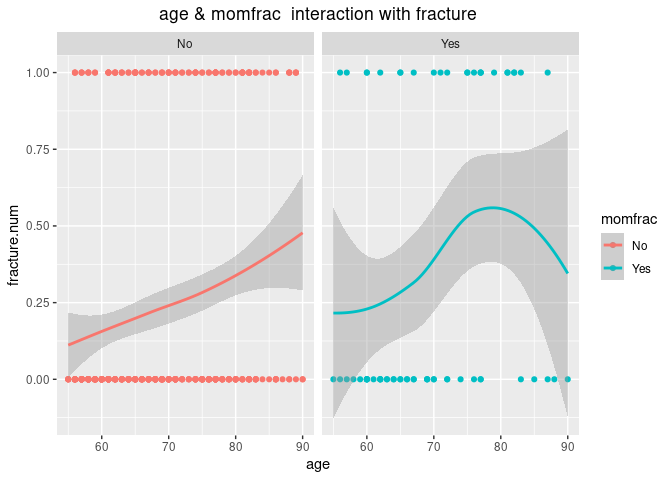 age & momfrac  interaction with fracture
No
Yes
1.00
0.75
0.50
0.25
0.00
fracture.num
60
70
80
90
60
70
80
90
age
momfrac
No
Yes